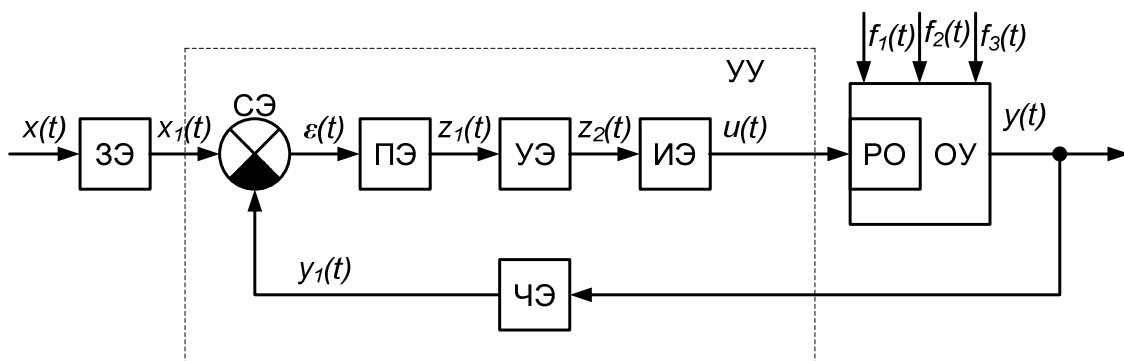 f₁(t) f₂(t) f₃(t)
УУ
СЭ
x(t) ЗЭ x₁(t) ε(t) ПЭ z₁(t) УЭ z₂(t) ИЭ u(t) РО ОУ y(t)
y₁(t) ЧЭ